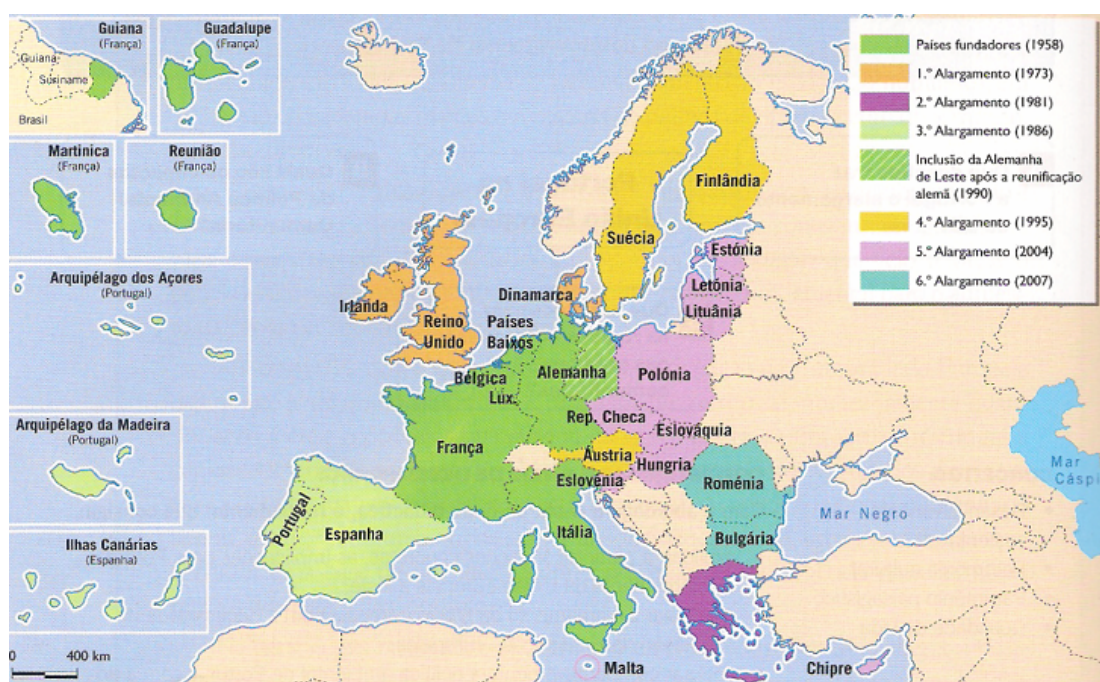 Guiana
(França)
Guiana
Suriname
Brasil
Guadalupe
(França)
Martinica
(França)
Reunião
(França)
Arquipélago dos Açores
(Portugal)
Arquipélago da Madeira
(Portugal)
Ilhas Canárias
(Espanha)
0 400 km
Países fundadores (1958)
1.º Alargamento (1973)
2.º Alargamento (1981)
3.º Alargamento (1986)
Inclusão da Alemanha
de Leste após a reunificação
alemã (1990)
4.º Alargamento (1995)
5.º Alargamento (2004)
6.º Alargamento (2007)
Finlândia
Suécia
Estónia
Letónia
Lituânia
Dinamarca
Irlanda
Reino
Unido
Países
Baixos
Bélgica
Lux.
Alemanha
Polónia
Rep. Checa
Eslováquia
França
Áustria
Hungria
Eslovénia
Roménia
Mar
Cáspi
Mar Negro
Portugal
Espanha
Itália
Bulgária
Malta
Chipre